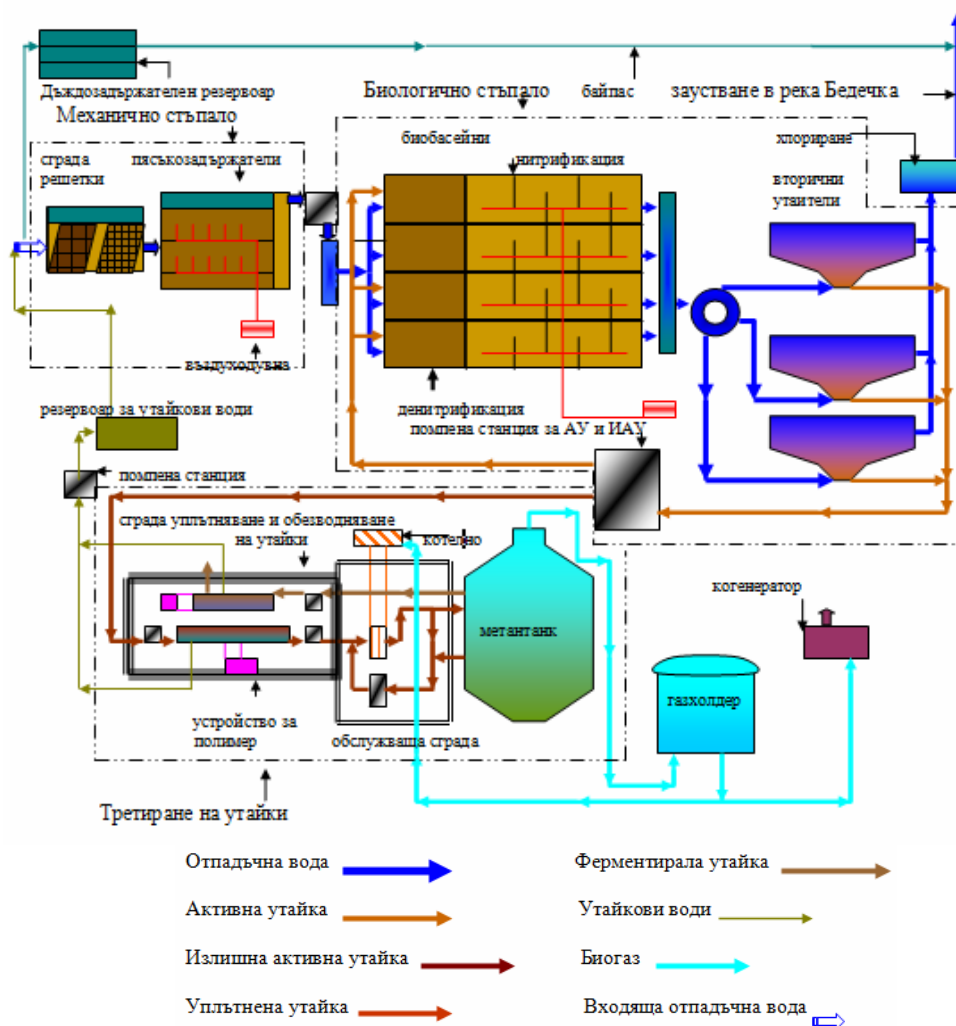 Дъждозадържателен резервоар
Биологично стъпало
байпас
заустване в река Бедечка
Механично стъпало
биобасейни
хлориране
сграда
решетки
пясъкозадържатели
нитрификация
вторични
утаители
въздуходувна
резервоар за утайкови води
денитрификация
помпена станция за АУ и ИАУ
помпена станция
сграда уплътняване и обезводняване
на утайки
котелно
когенератор
метантанк
газхолдер
устройство за
полимер
обслужваща сграда
Третиране на утайки
Отпадъчна вода
Ферментирала утайка
Активна утайка
Утайкови води
Излишна активна утайка
Биогаз
Уплътнена утайка
Входяща отпадъчна вода